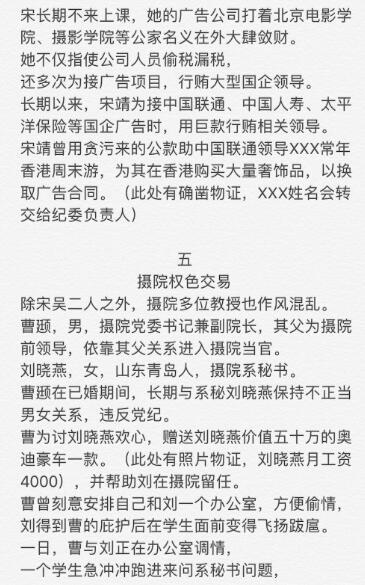 宋长期不来上课，她的广告公司打着北京电影学
院、摄影学院等公家名义在外大肆敛财。
她不仅指使公司人员偷税漏税，
还多次为接广告项目，行贿大型国企领导。
长期以来，宋靖为接中国联通、中国人寿、太平
洋保险等国企广告时，用巨款行贿相关领导。
宋靖曾用贪污来的公款助中国联通领导XXX常年
香港周末游，为其在香港购买大量奢饰品，以换
取广告合同。（此处有确凿物证，XXX姓名会转
交给纪委负责人）
五
摄院权色交易
除宋吴二人之外，摄院多位教授也作风混乱。
曹颋，男，摄院党委书记兼副院长，其父为摄院
前领导，依靠其父关系进入摄院当官。
刘晓燕，女，山东青岛人，摄院系秘书。
曹颋在已婚期间，长期与系秘刘晓燕保持不正当
男女关系，违反党纪。
曹为讨刘晓燕欢心，赠送刘晓燕价值五十万的奥
迪豪车一款。（此处有照片物证，刘晓燕月工资
4000），并帮助刘在摄院留任。
曹曾刻意安排自己和刘一个办公室，方便偷情，
刘得到曹的庇护后在学生面前变得飞扬跋扈。
一日，曹与刘正在办公室调情，
一个学生急冲冲跑进来问系秘书问题，